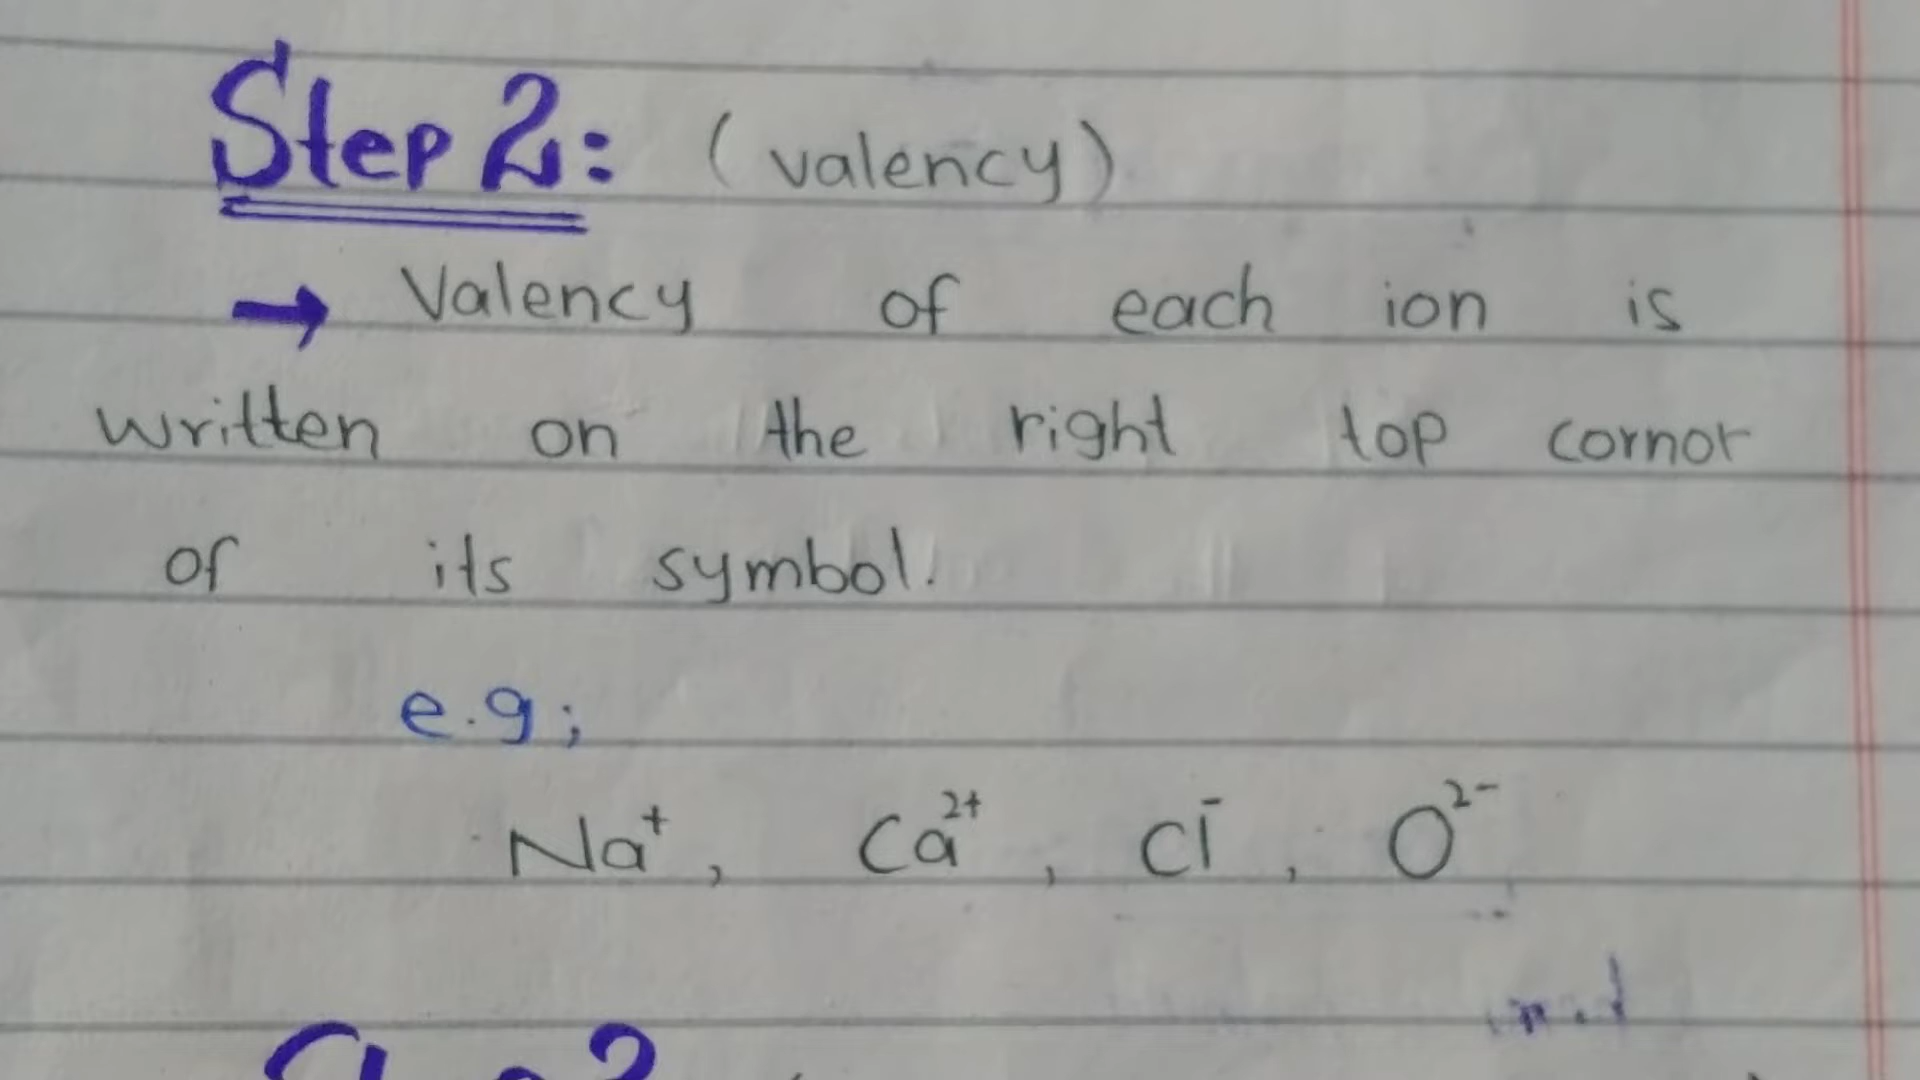 Step 2: (valency)
→ Valency of each ion is
written on the right top cornor
of its symbol.
e.g;
Na⁺, Ca²⁺, Cl⁻, O²⁻